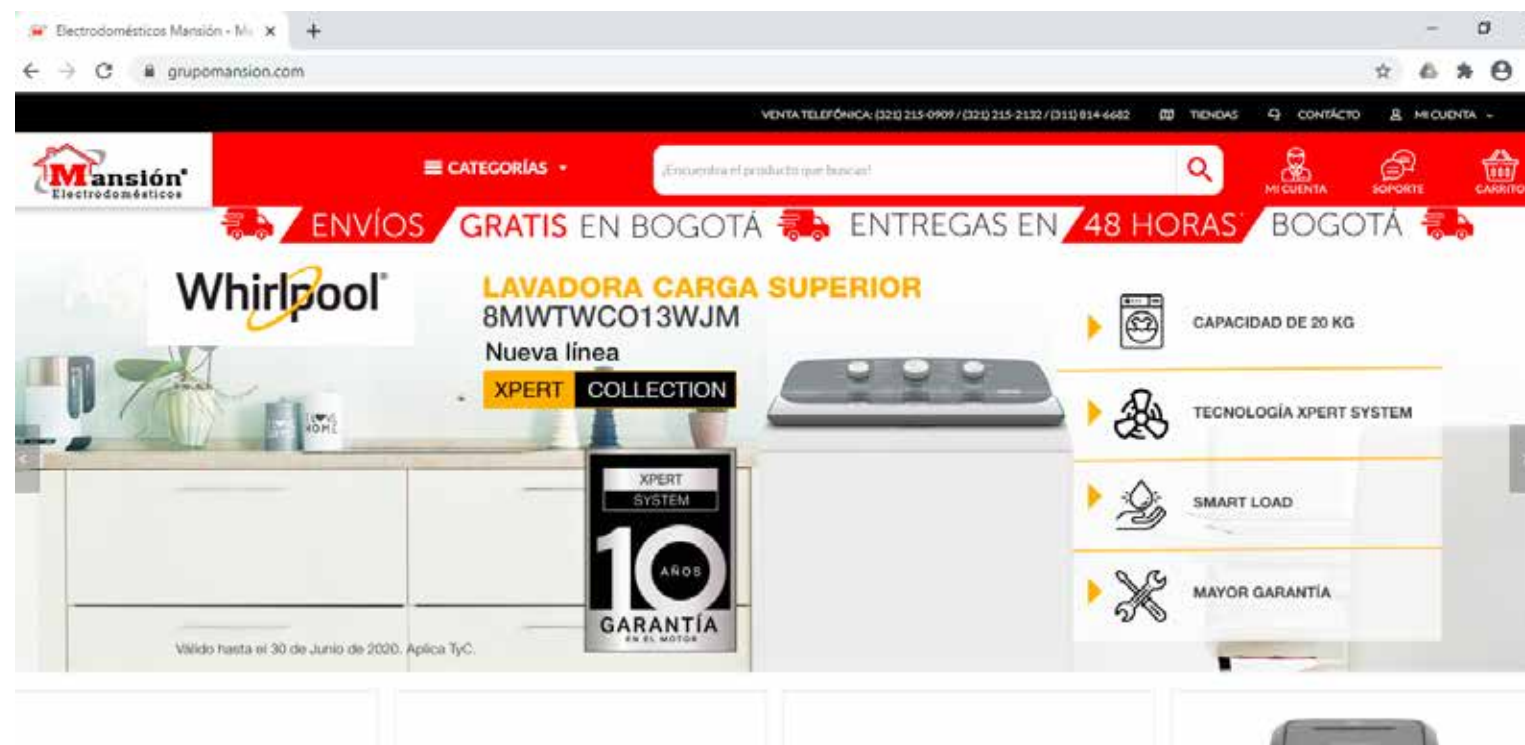 Electrodomésticos Mansión - M
grupomansion.com
VENTA TELEFÓNICA: (321) 215-0909 / (321) 215-2132 / (311) 814-6682 TIENDAS CONTÁCTO MI CUENTA
Mansión
Electrodomésticos
CATEGORÍAS
¡Encuentra el producto que buscas!
MI CUENTA
SOPORTE
CARRITO
ENVÍOS GRATIS EN BOGOTÁ ENTREGAS EN 48 HORAS* BOGOTÁ
Whirlpool
LAVADORA CARGA SUPERIOR
8MWTWCO13WJM
Nueva línea
XPERT COLLECTION
CAPACIDAD DE 20 KG
TECNOLOGÍA XPERT SYSTEM
SMART LOAD
MAYOR GARANTÍA
HOME
XPERT
SYSTEM
10
AÑOS
GARANTÍA
EN EL MOTOR
Válido hasta el 30 de Junio de 2020. Aplica TyC.